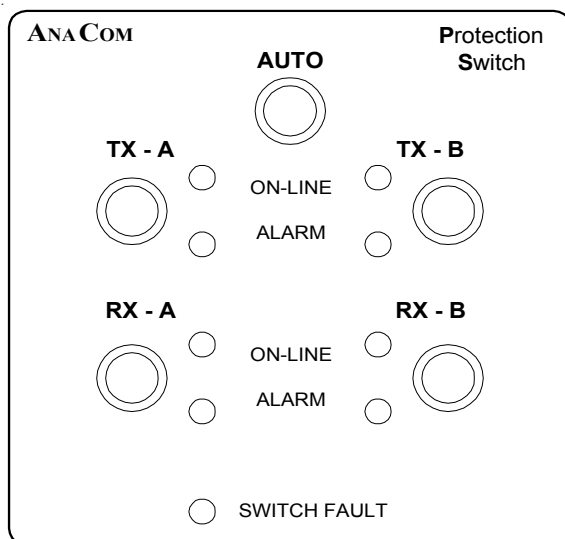 ANACOM
Protection
Switch
AUTO
TX - A
TX - B
ON-LINE
ALARM
RX - A
RX - B
ON-LINE
ALARM
SWITCH FAULT